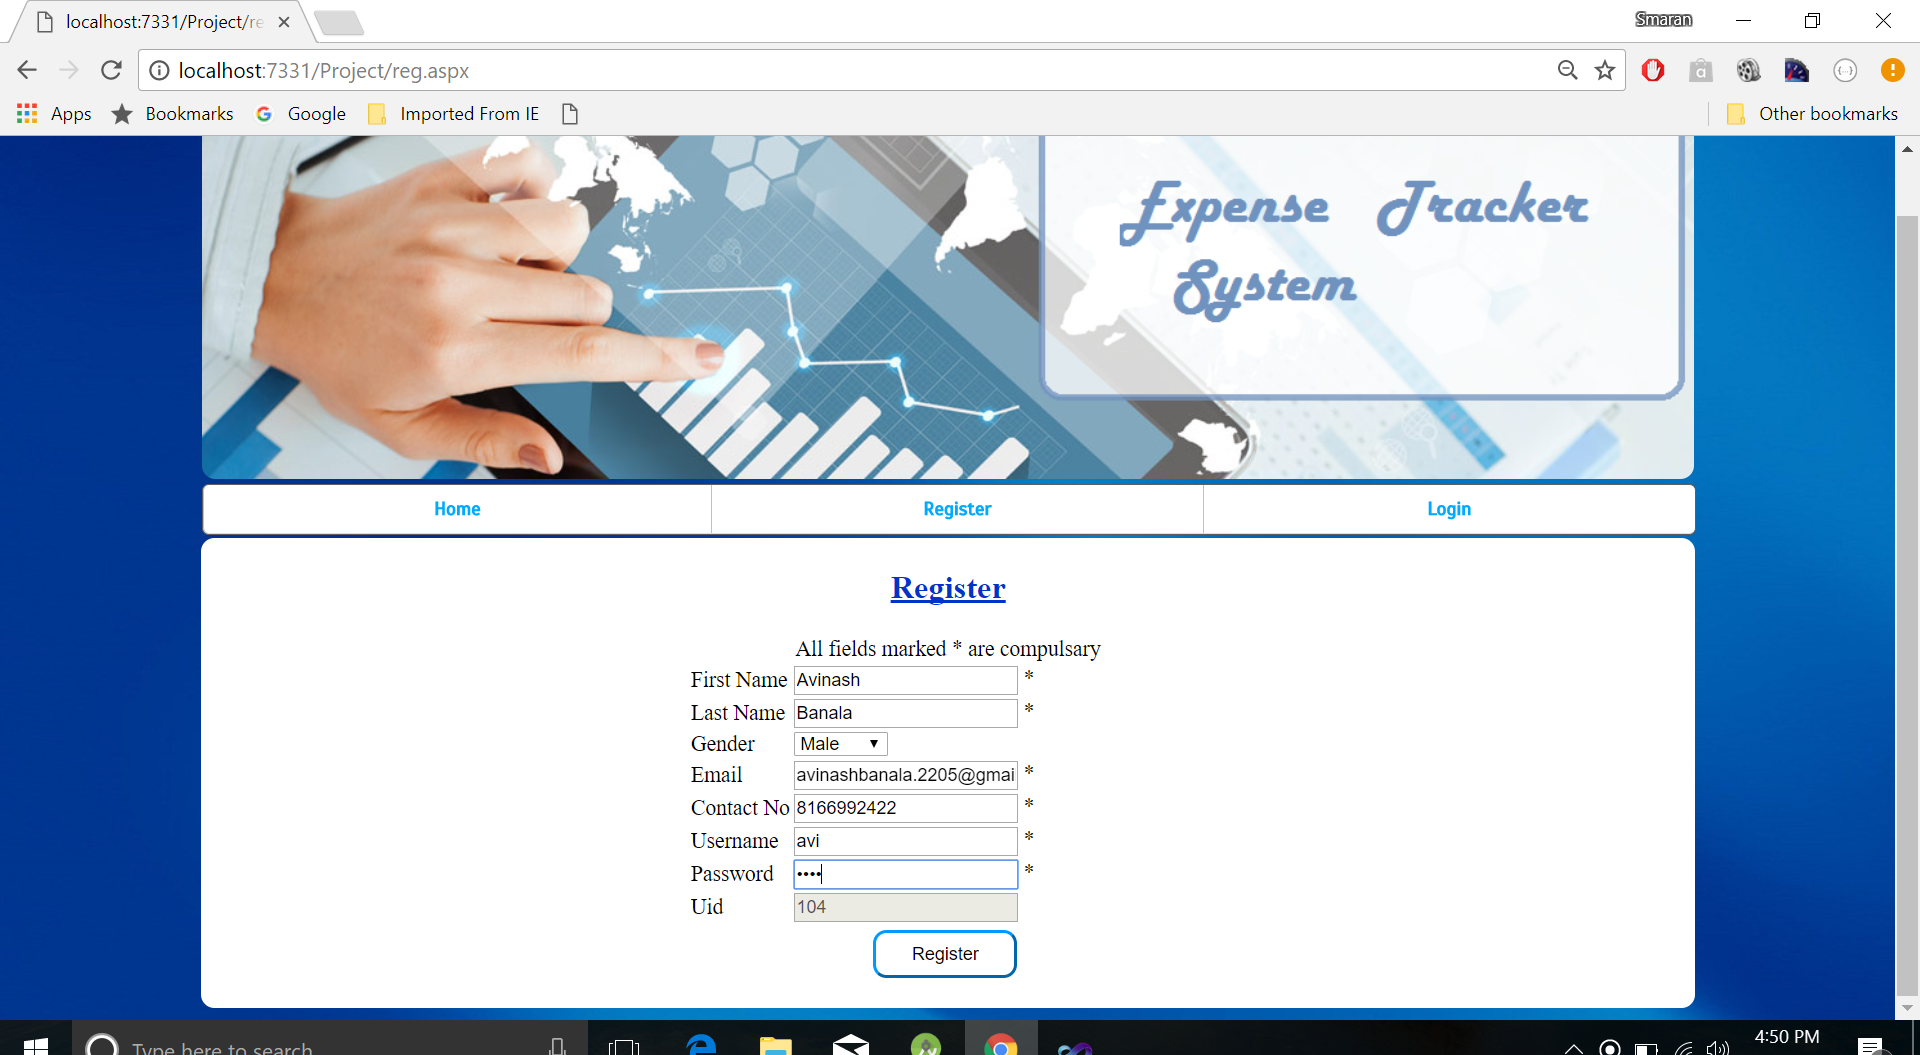 localhost:7331/Project/re
Smaran
localhost:7331/Project/reg.aspx
Apps Bookmarks Google Imported From IE Other bookmarks
Expense Tracker
System
Home Register Login
Register
All fields marked * are compulsary
First Name Avinash *
Last Name Banala *
Gender Male
Email avinashbanala.2205@gmai *
Contact No 8166992422 *
Username avi *
Password •••• *
Uid 104
Register
Type here to search
4:50 PM